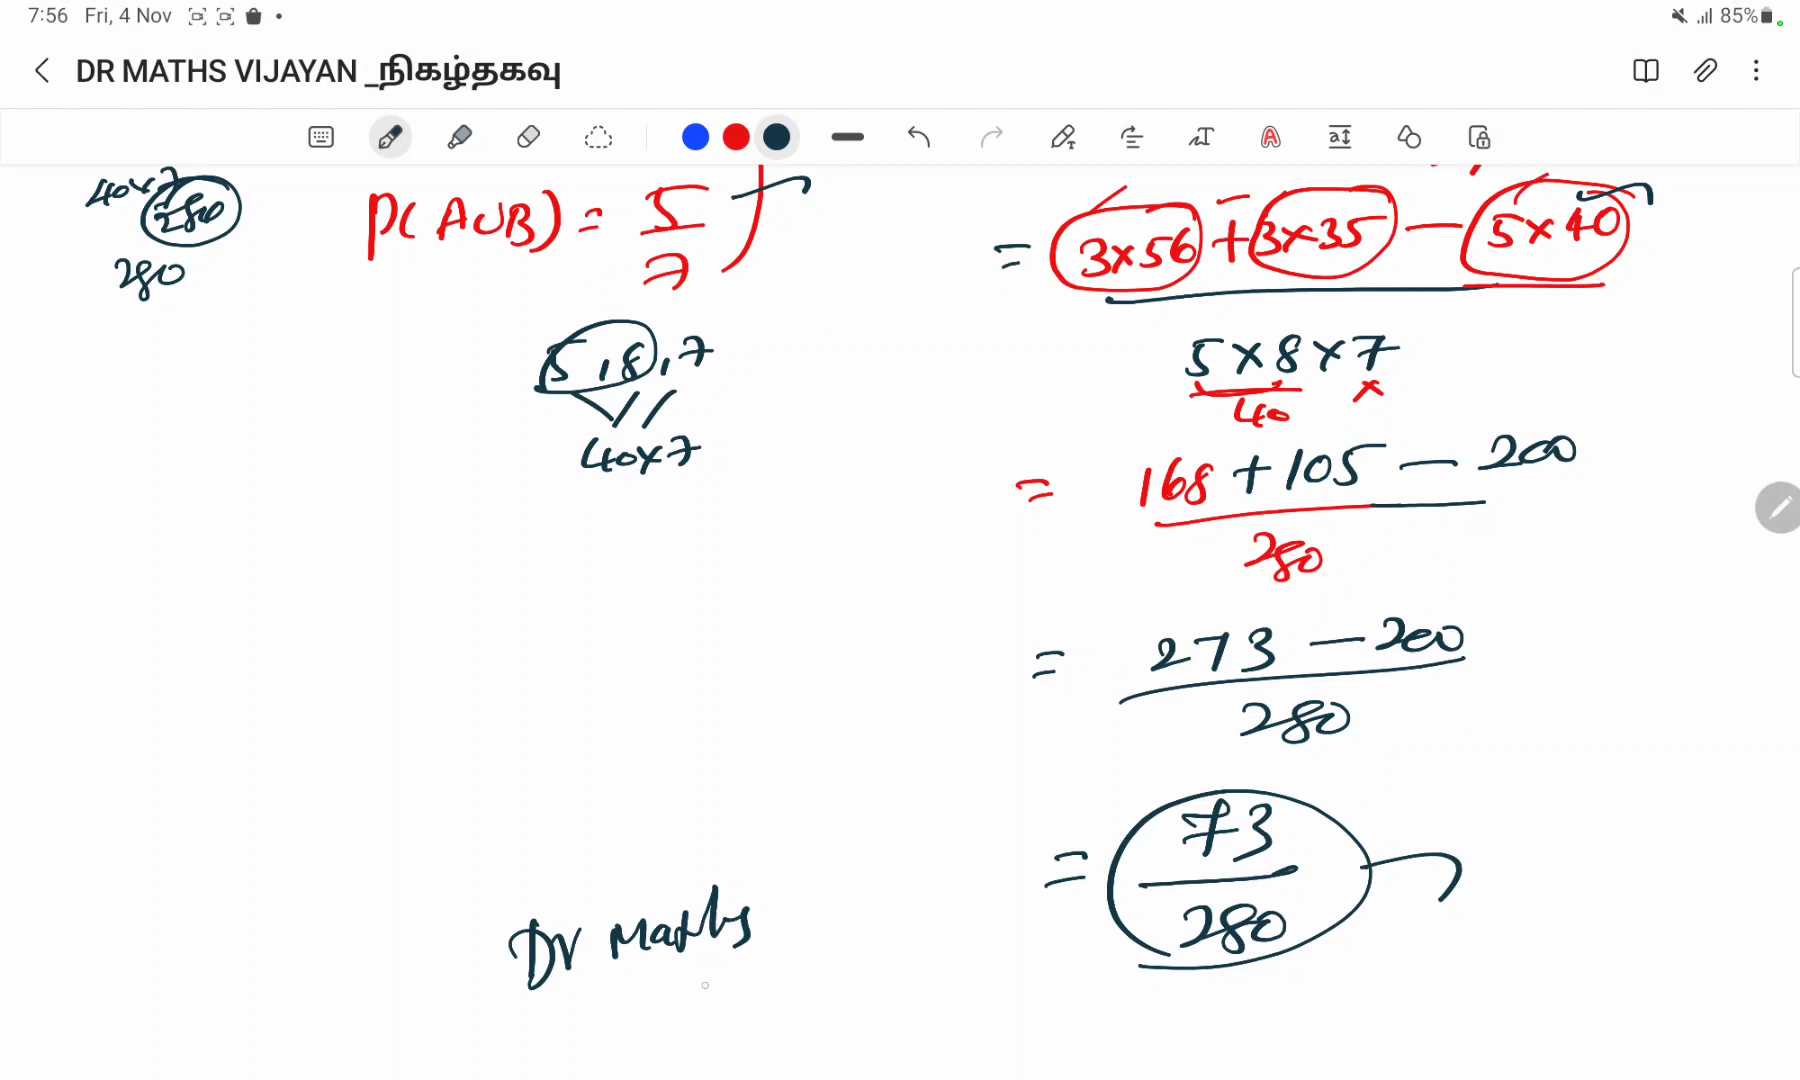 7:56 Fri, 4 Nov 85%
DR MATHS VIJAYAN _நிகழ்தகவு
40×7
280
280
P(A∪B) = 5/7
5, 8, 7
40×7
= 3×56 + 3×35 − 5×40
5×8×7
40 ×
= 168 + 105 − 200
280
= 273 − 200
280
= 73
280
Dr Maths